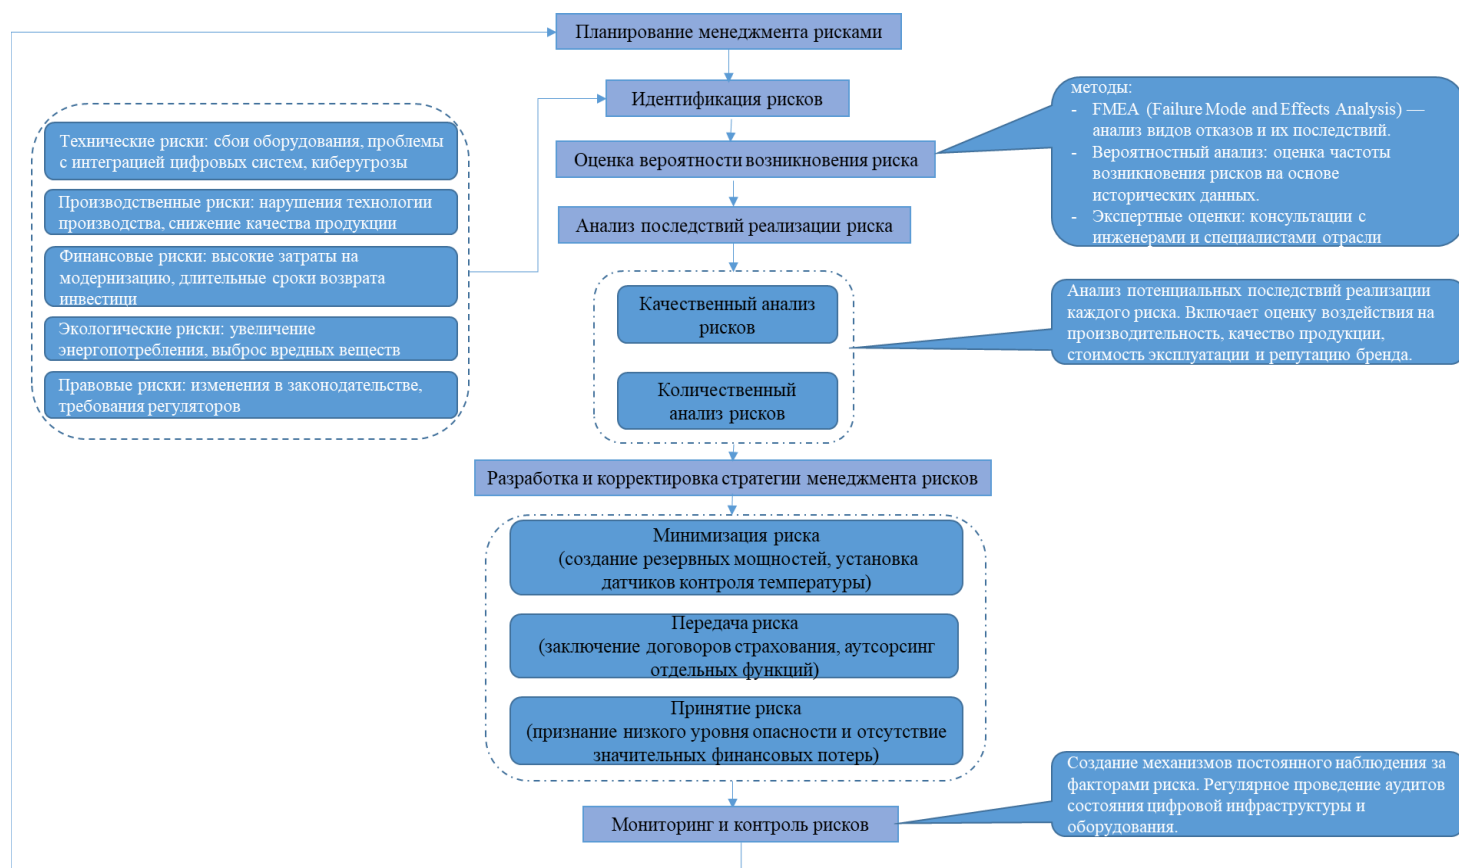 Планирование менеджмента рисками
Идентификация рисков
Оценка вероятности возникновения риска
Анализ последствий реализации риска
Технические риски: сбои оборудования, проблемы
с интеграцией цифровых систем, киберугрозы
Производственные риски: нарушения технологии
производства, снижение качества продукции
Финансовые риски: высокие затраты на
модернизацию, длительные сроки возврата
инвестици
Экологические риски: увеличение
энергопотребления, выброс вредных веществ
Правовые риски: изменения в законодательстве,
требования регуляторов
методы:
- FMEA (Failure Mode and Effects Analysis) —
анализ видов отказов и их последствий.
- Вероятностный анализ: оценка частоты
возникновения рисков на основе
исторических данных.
- Экспертные оценки: консультации с
инженерами и специалистами отрасли
Качественный анализ
рисков
Количественный
анализ рисков
Анализ потенциальных последствий реализации
каждого риска. Включает оценку воздействия на
производительность, качество продукции,
стоимость эксплуатации и репутацию бренда.
Разработка и корректировка стратегии менеджмента рисков
Минимизация риска
(создание резервных мощностей, установка
датчиков контроля температуры)
Передача риска
(заключение договоров страхования, аутсорсинг
отдельных функций)
Принятие риска
(признание низкого уровня опасности и отсутствие
значительных финансовых потерь)
Мониторинг и контроль рисков
Создание механизмов постоянного наблюдения за
факторами риска. Регулярное проведение аудитов
состояния цифровой инфраструктуры и
оборудования.